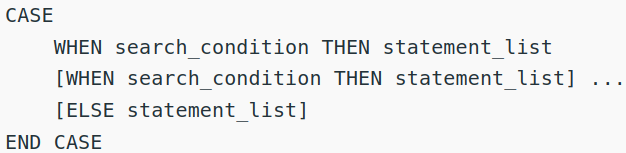 CASE
    WHEN search_condition THEN statement_list
    [WHEN search_condition THEN statement_list] ...
    [ELSE statement_list]
END CASE